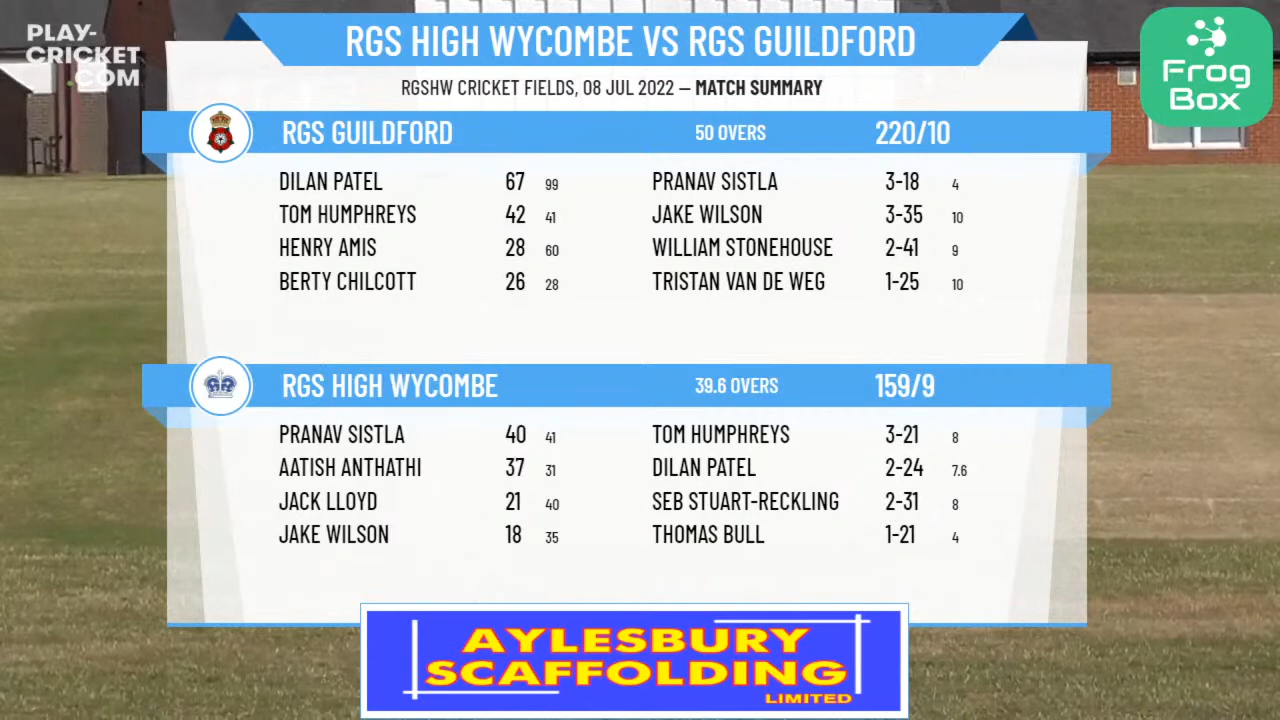 PLAY-
CRICKET
.COM
RGS HIGH WYCOMBE VS RGS GUILDFORD
Frog
Box
RGSHW CRICKET FIELDS, 08 JUL 2022 – MATCH SUMMARY
RGS GUILDFORD 50 OVERS 220/10
DILAN PATEL 67 99 PRANAV SISTLA 3-18 4
TOM HUMPHREYS 42 41 JAKE WILSON 3-35 10
HENRY AMIS 28 60 WILLIAM STONEHOUSE 2-41 9
BERTY CHILCOTT 26 28 TRISTAN VAN DE WEG 1-25 10
RGS HIGH WYCOMBE 39.6 OVERS 159/9
PRANAV SISTLA 40 41 TOM HUMPHREYS 3-21 8
AATISH ANTHATHI 37 31 DILAN PATEL 2-24 7.6
JACK LLOYD 21 40 SEB STUART-RECKLING 2-31 8
JAKE WILSON 18 35 THOMAS BULL 1-21 4
AYLESBURY
SCAFFOLDING
LIMITED